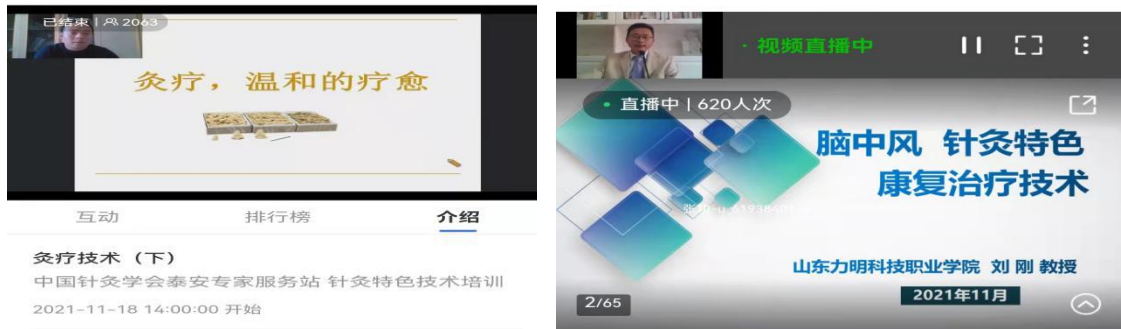 已结束 | 2063
灸疗，温和的疗愈
互动 排行榜 介绍
灸疗技术（下）
中国针灸学会泰安专家服务站 针灸特色技术培训
2021-11-18 14:00:00 开始
· 视频直播中
• 直播中 | 620人次
脑中风 针灸特色
康复治疗技术
山东力明科技职业学院 刘 刚 教授
2021年11月
2/65